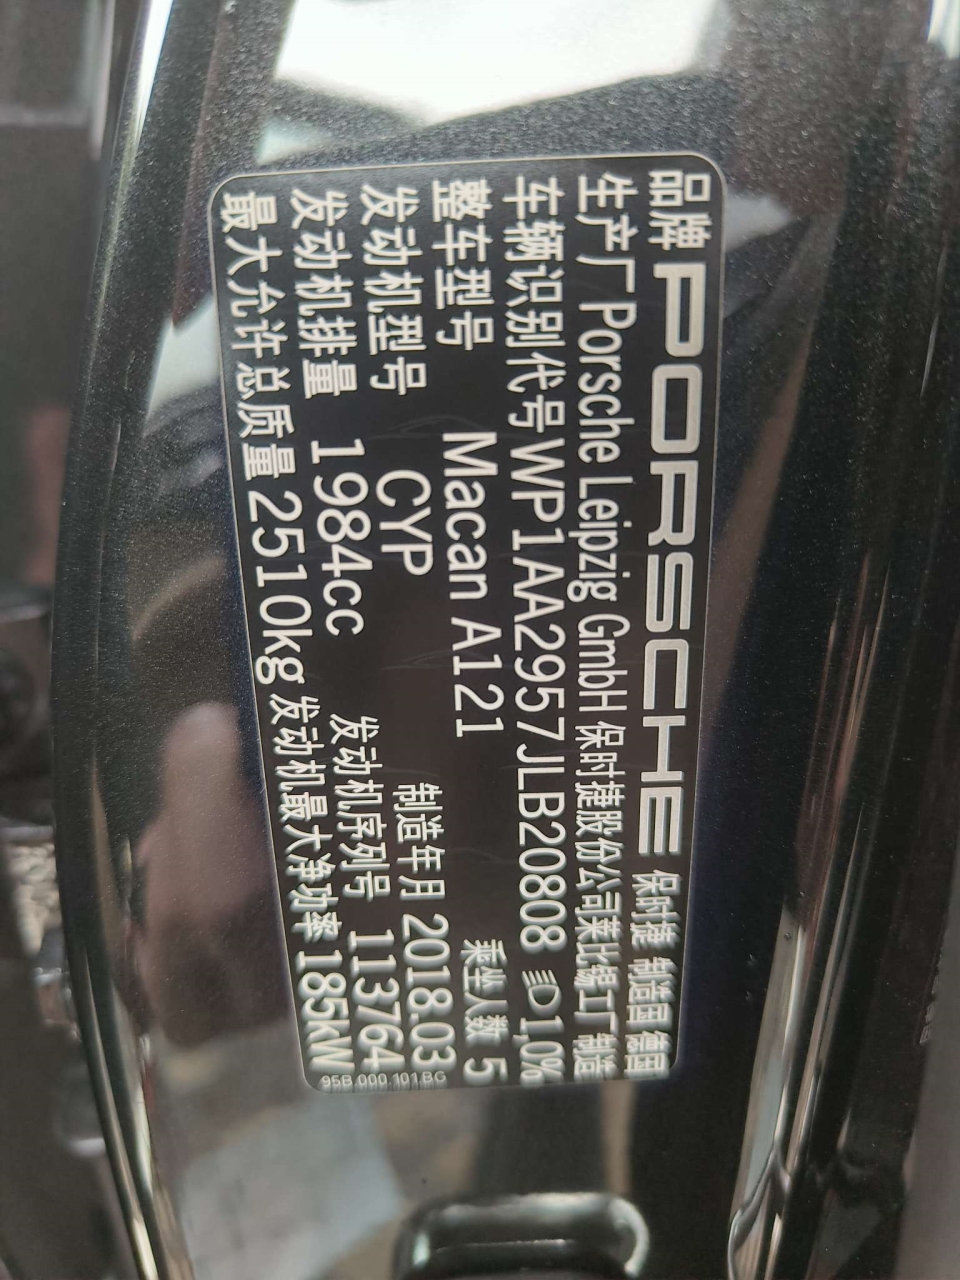 品牌 PORSCHE 保时捷 制造国 德国
生产厂 Porsche Leipzig GmbH 保时捷股份公司莱比锡工厂制造
车辆识别代号 WP1AA2957JLB20808 1,0%
整车型号 Macan A121 乘坐人数 5
发动机型号 CYP 制造年月 2018.03
发动机排量 1984cc 发动机序列号 113764
最大允许总质量 2510kg 发动机最大净功率 185kW
95B.000.101.BG